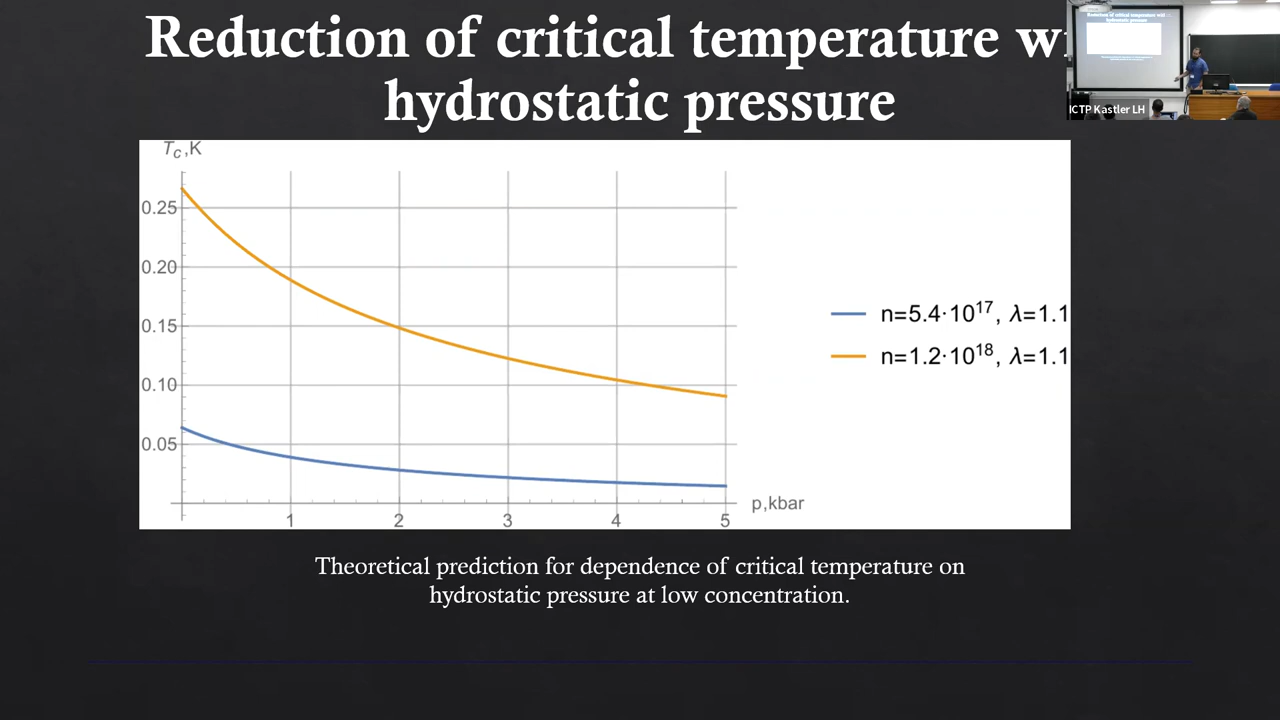 Reduction of critical temperature
hydrostatic pressure
ICTP Kastler LH
T_c,K
0.25
0.20
0.15
0.10
0.05
1 2 3 4 5
p,kbar
n=5.4·10^17, λ=1.1
n=1.2·10^18, λ=1.1
Theoretical prediction for dependence of critical temperature on
hydrostatic pressure at low concentration.